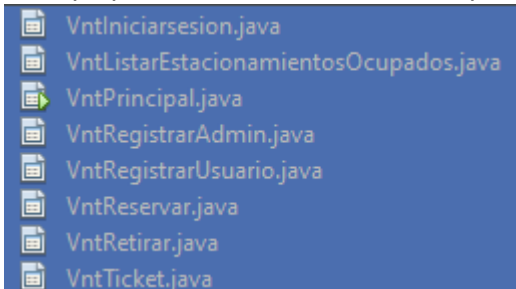 VntIniciarsesion.java
VntListarEstacionamientosOcupados.java
VntPrincipal.java
VntRegistrarAdmin.java
VntRegistrarUsuario.java
VntReservar.java
VntRetirar.java
VntTicket.java